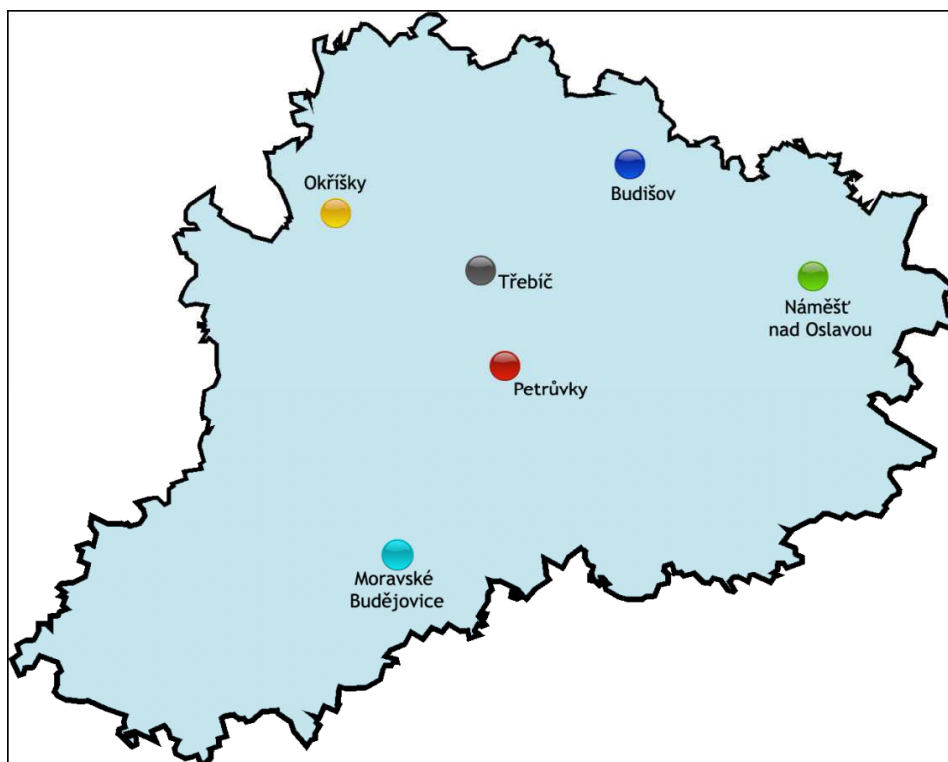 Okříšky
Budišov
Třebíč
Náměšť
nad Oslavou
Petrůvky
Moravské
Budějovice